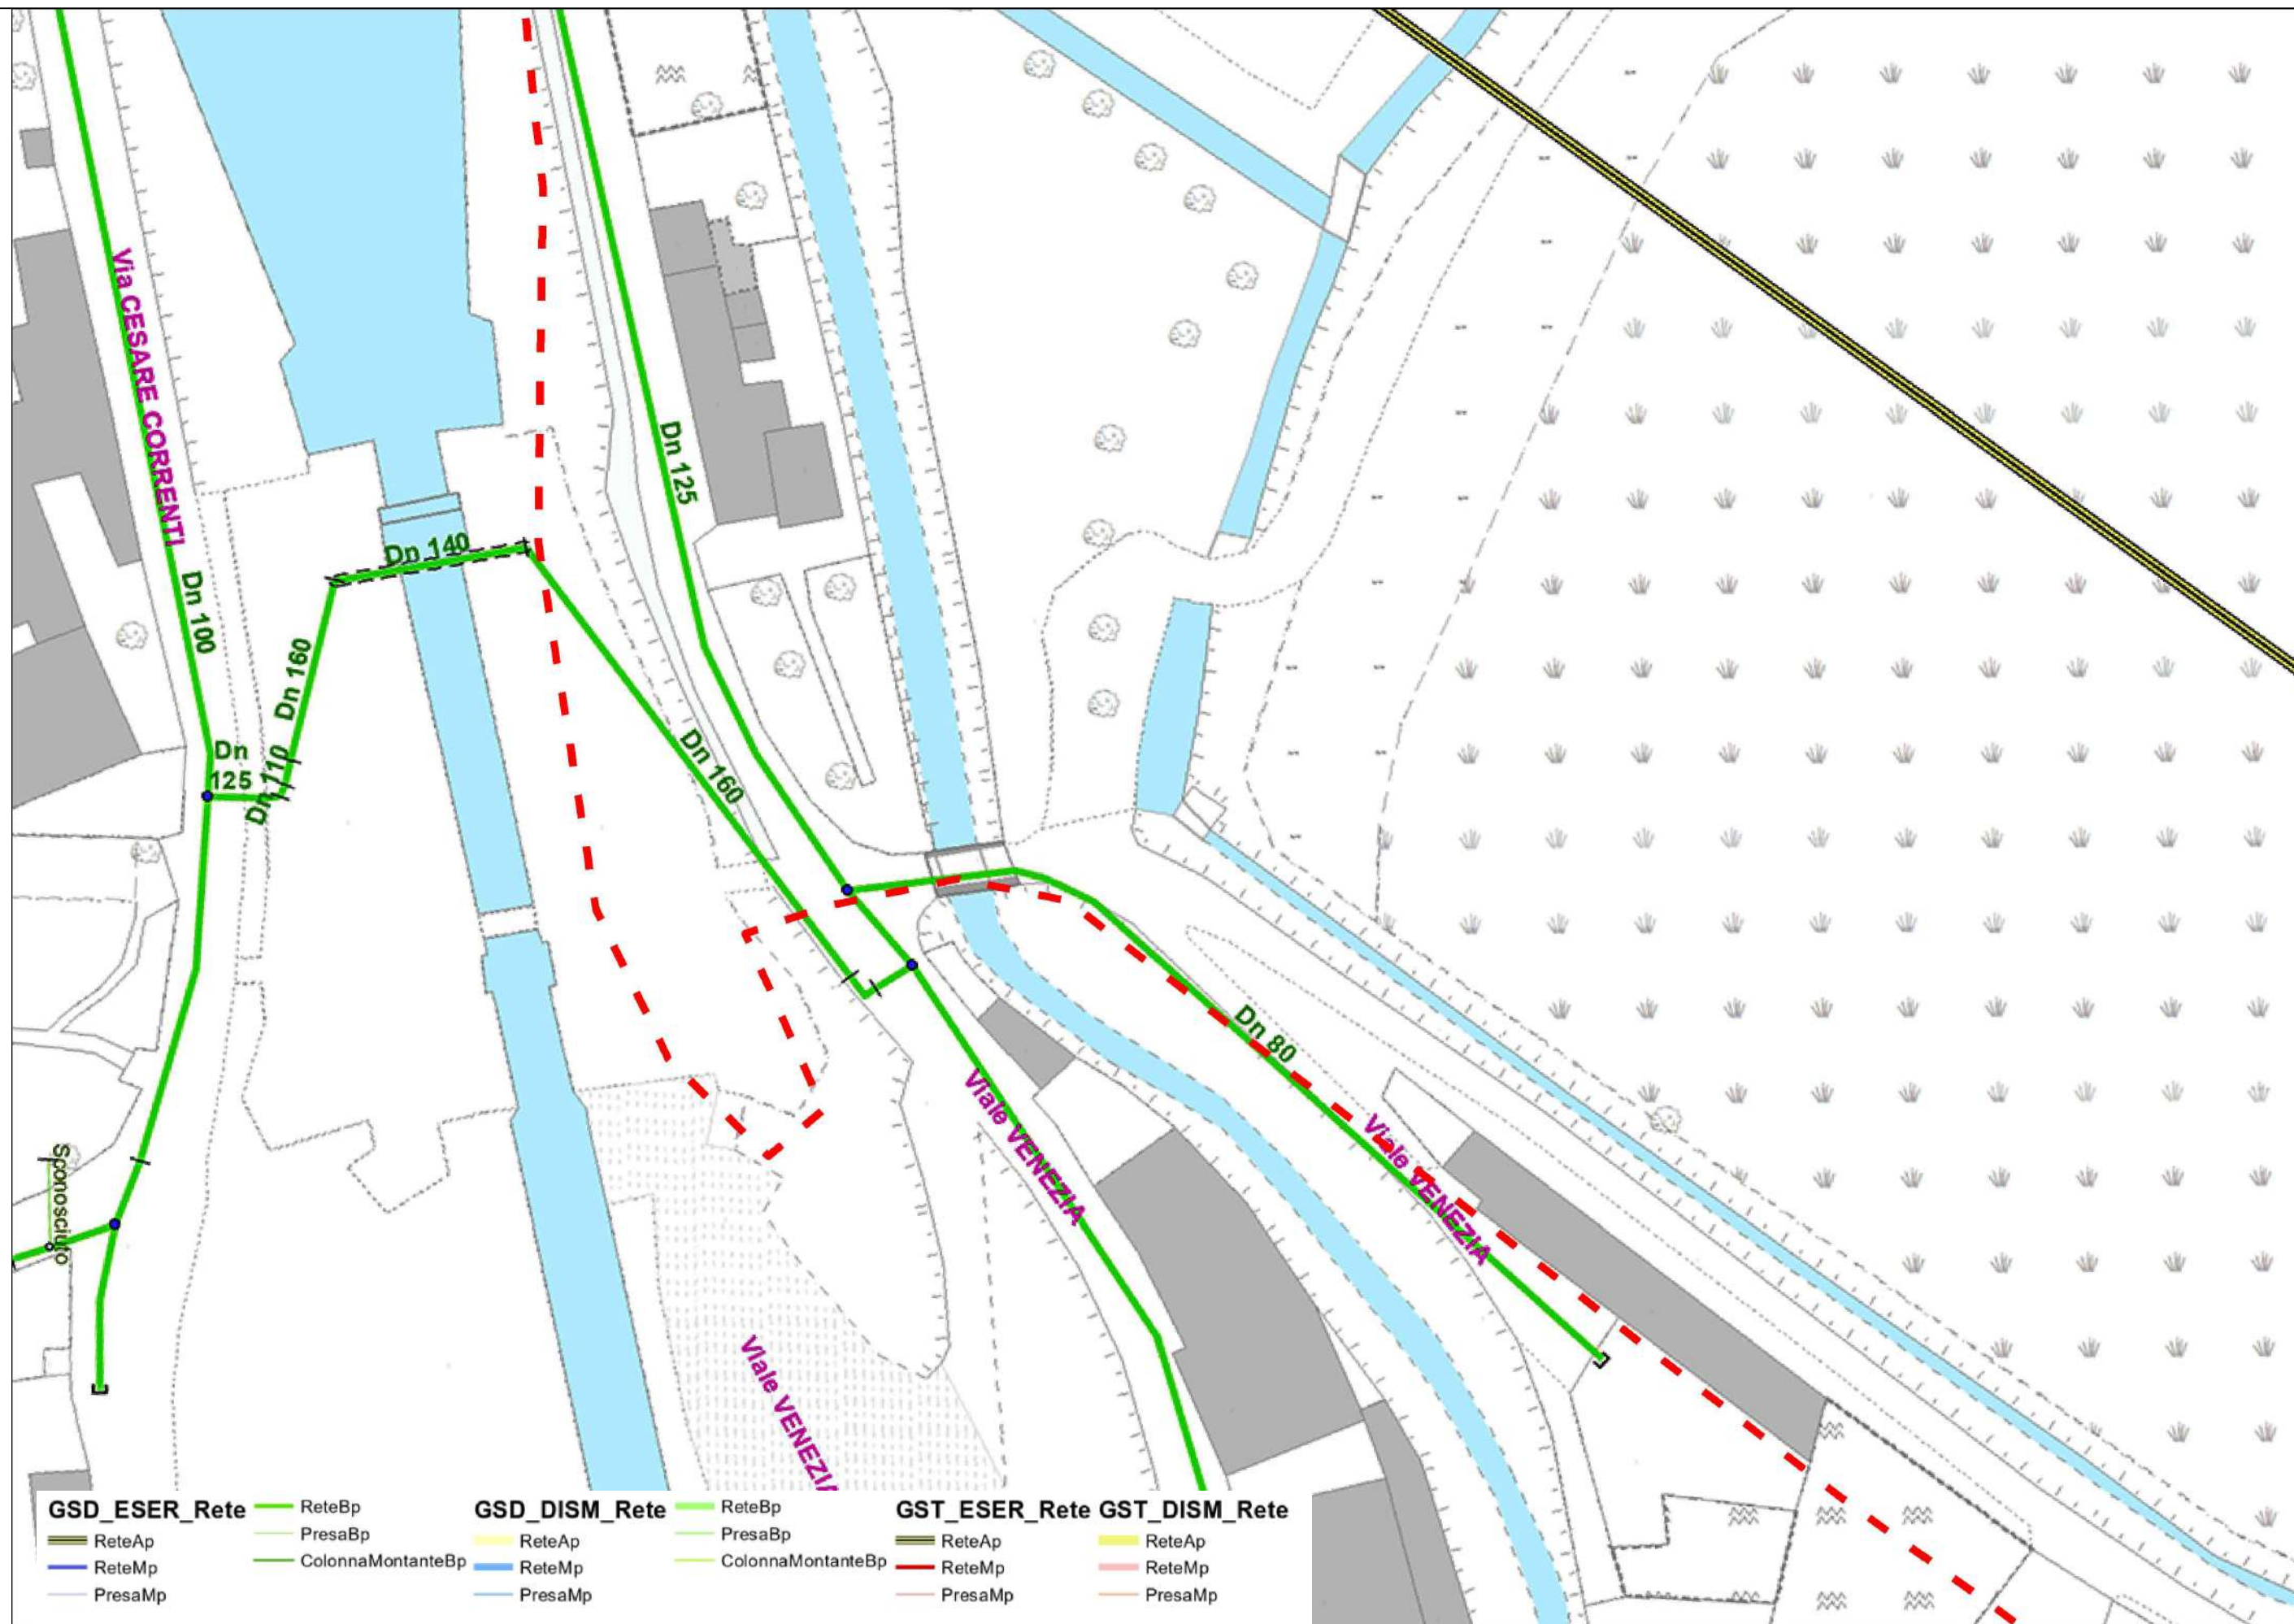 Via CESARE CORRENTI
Dn 125
Dn 140
Dn 100
Dn 160
Dn 160
Dn
125
Dn 110
Dn 80
Viale VENEZIA
Viale VENEZIA
Viale VENEZIA
Sconosciuto
GSD_ESER_Rete
ReteAp
ReteMp
PresaMp
ReteBp
PresaBp
ColonnaMontanteBp
GSD_DISM_Rete
ReteAp
ReteMp
PresaMp
ReteBp
PresaBp
ColonnaMontanteBp
GST_ESER_Rete
ReteAp
ReteMp
PresaMp
GST_DISM_Rete
ReteAp
ReteMp
PresaMp